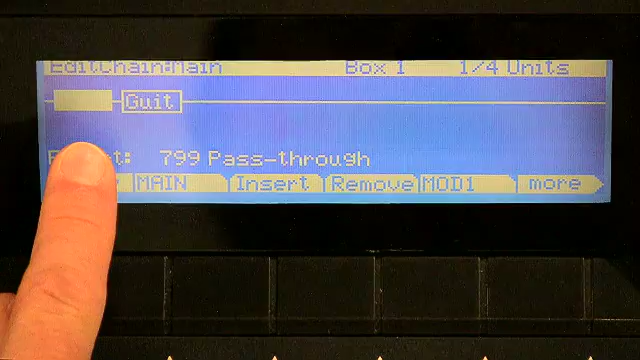 EditChain:Main Box 1 1/4 Units
Guit
799 Pass-through
MAIN Insert Remove MOD1 more